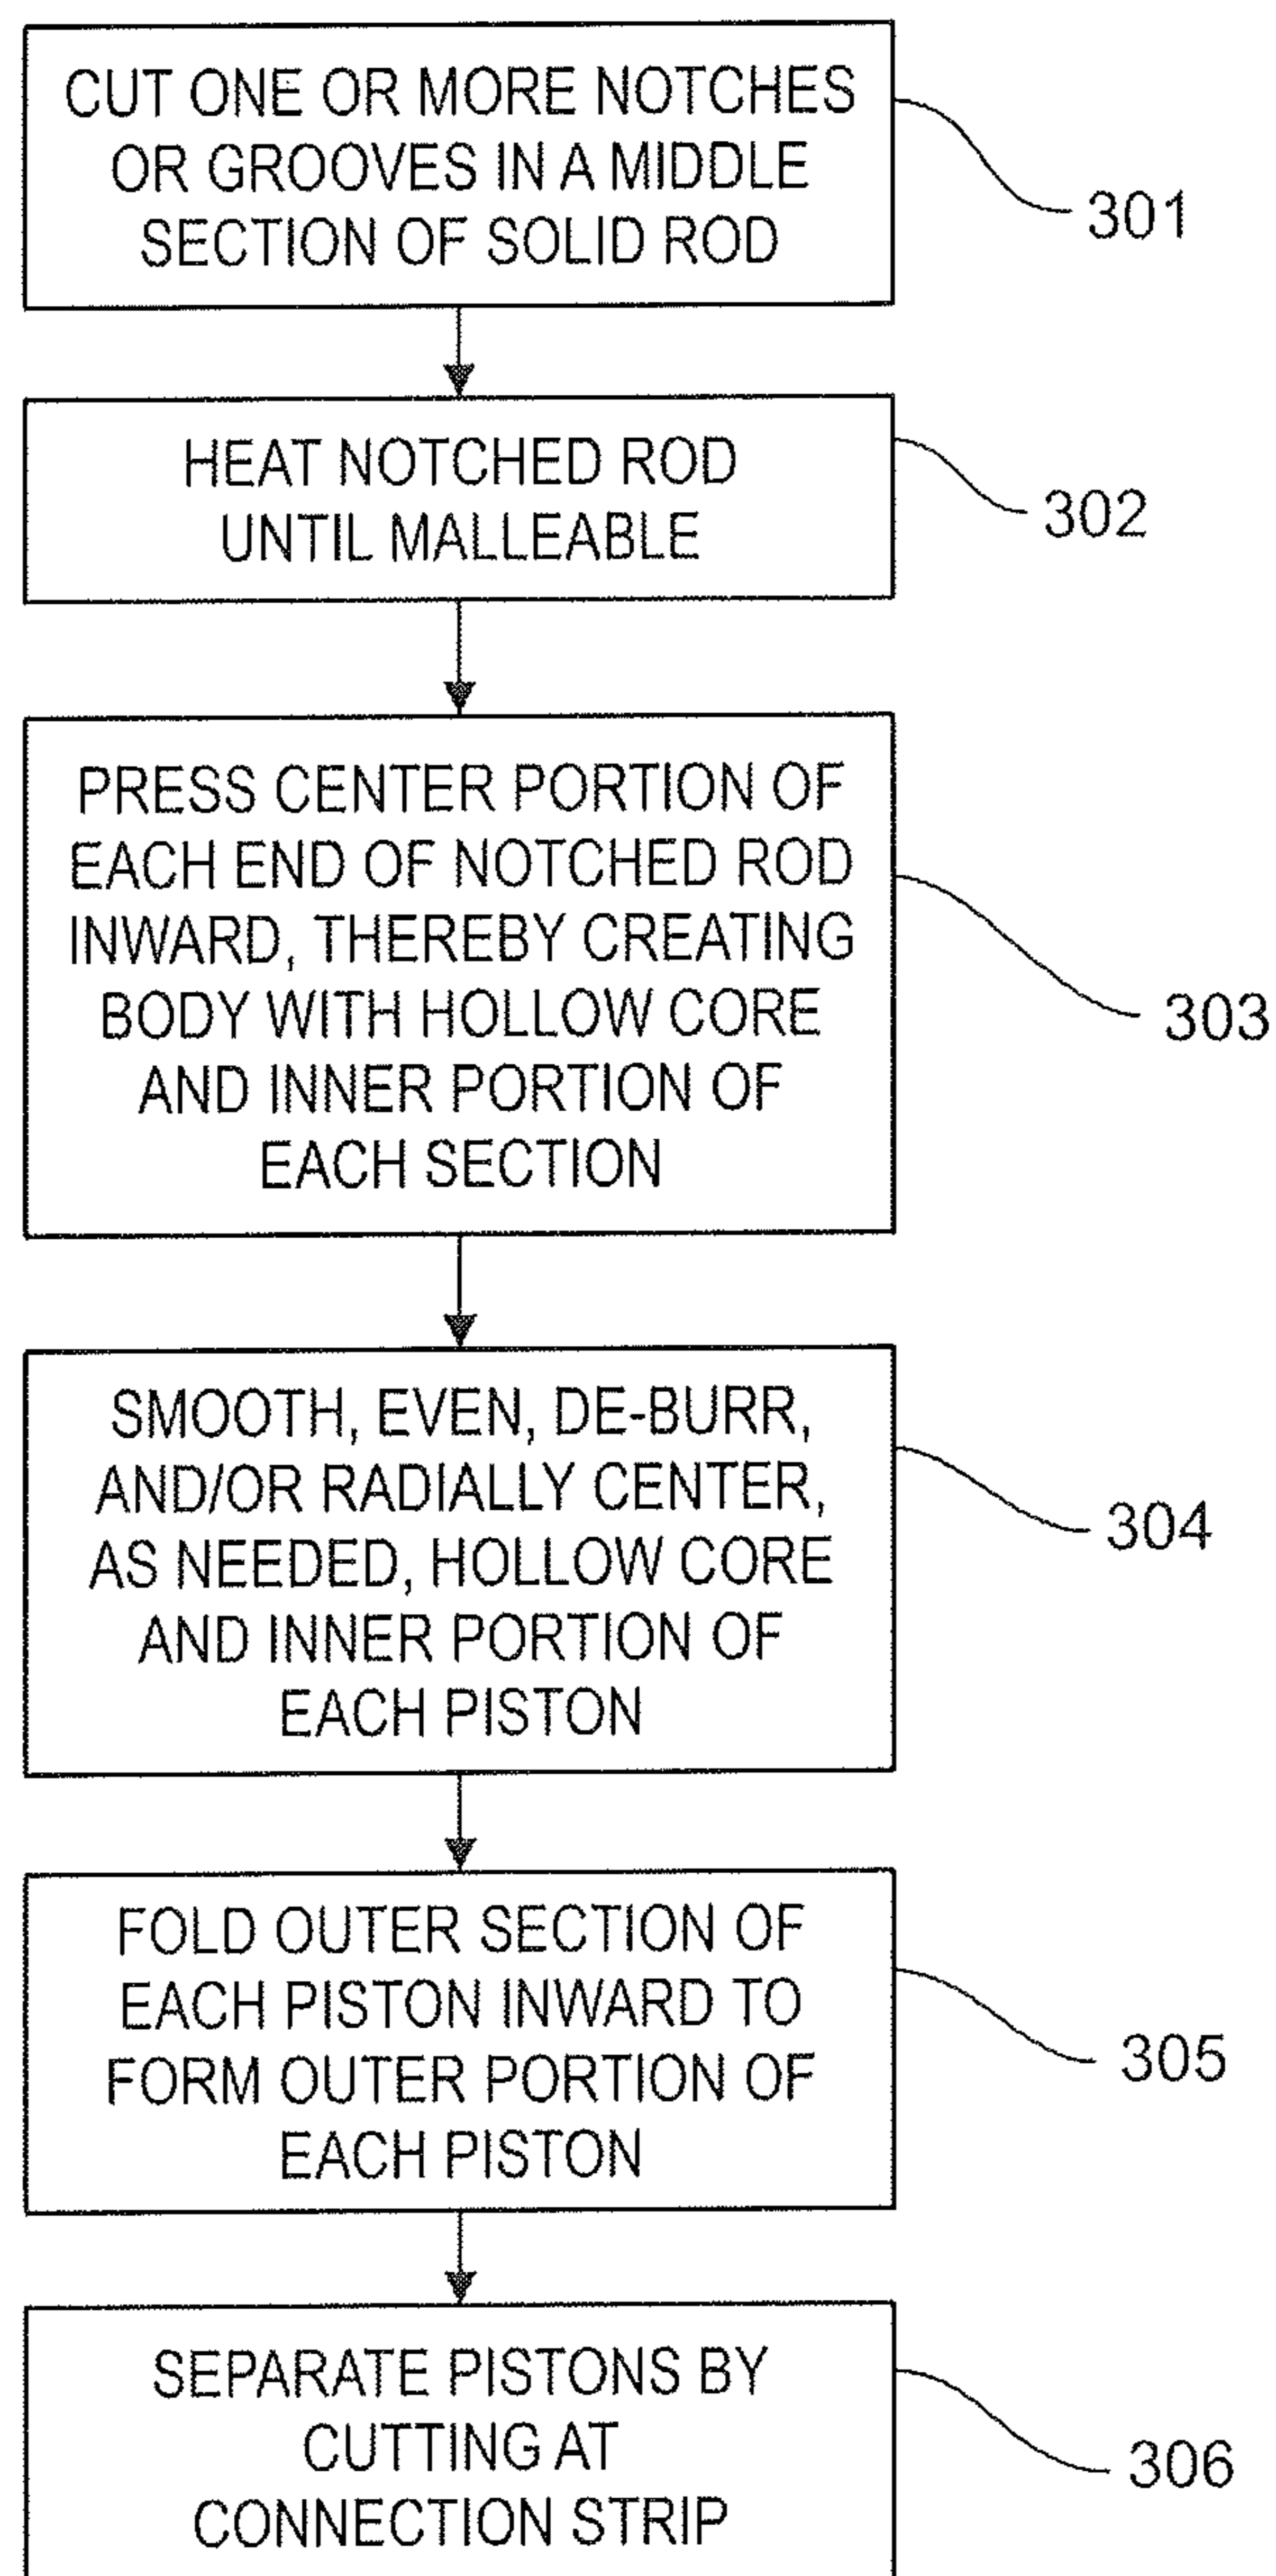 CUT ONE OR MORE NOTCHES
OR GROOVES IN A MIDDLE
SECTION OF SOLID ROD
301
HEAT NOTCHED ROD
UNTIL MALLEABLE
302
PRESS CENTER PORTION OF
EACH END OF NOTCHED ROD
INWARD, THEREBY CREATING
BODY WITH HOLLOW CORE
AND INNER PORTION OF
EACH SECTION
303
SMOOTH, EVEN, DE-BURR,
AND/OR RADIALLY CENTER,
AS NEEDED, HOLLOW CORE
AND INNER PORTION OF
EACH PISTON
304
FOLD OUTER SECTION OF
EACH PISTON INWARD TO
FORM OUTER PORTION OF
EACH PISTON
305
SEPARATE PISTONS BY
CUTTING AT
CONNECTION STRIP
306